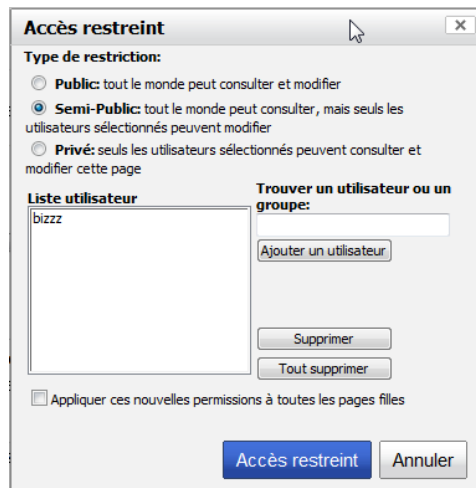 Accès restreint
Type de restriction:
Public: tout le monde peut consulter et modifier
Semi-Public: tout le monde peut consulter, mais seuls les
utilisateurs sélectionnés peuvent modifier
Privé: seuls les utilisateurs sélectionnés peuvent consulter et
modifier cette page
Liste utilisateur
bizzz
Trouver un utilisateur ou un
groupe:
Ajouter un utilisateur
Supprimer
Tout supprimer
Appliquer ces nouvelles permissions à toutes les pages filles
Accès restreint
Annuler